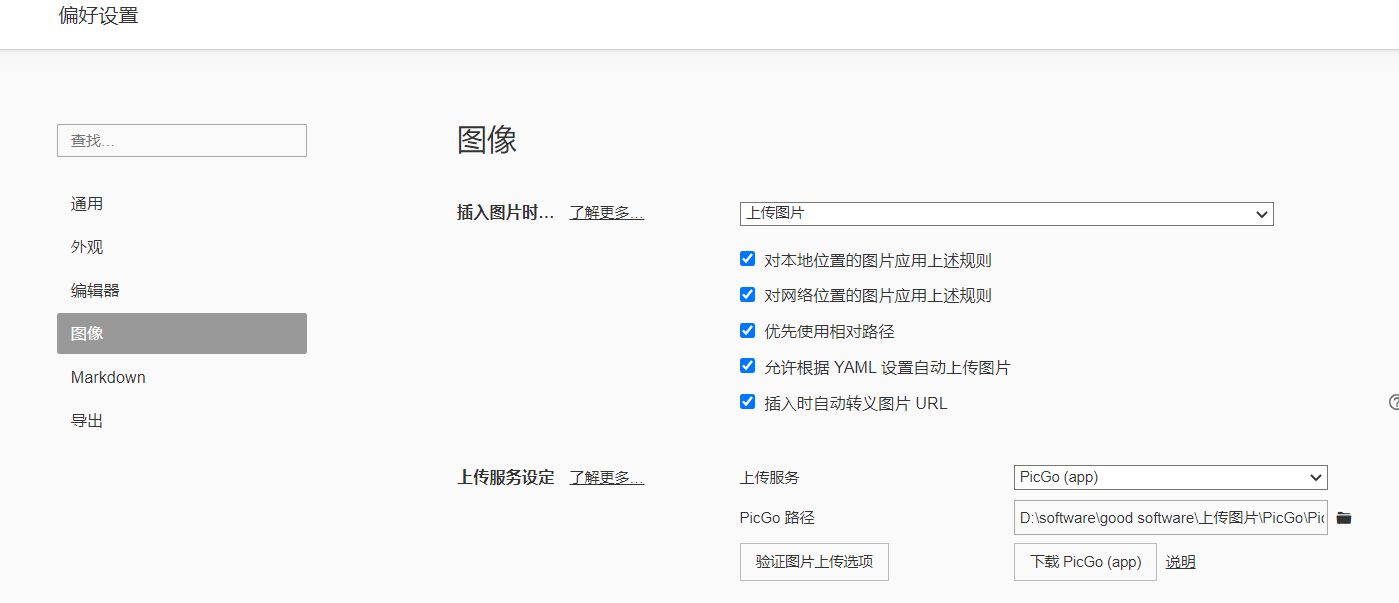 偏好设置
查找...
通用
外观
编辑器
图像
Markdown
导出
图像
插入图片时... 了解更多... 上传图片
对本地位置的图片应用上述规则
对网络位置的图片应用上述规则
优先使用相对路径
允许根据 YAML 设置自动上传图片
插入时自动转义图片 URL
上传服务设定 了解更多... 上传服务 PicGo (app)
PicGo 路径 D:\software\good software\上传图片\PicGo\Pic
验证图片上传选项 下载 PicGo (app) 说明